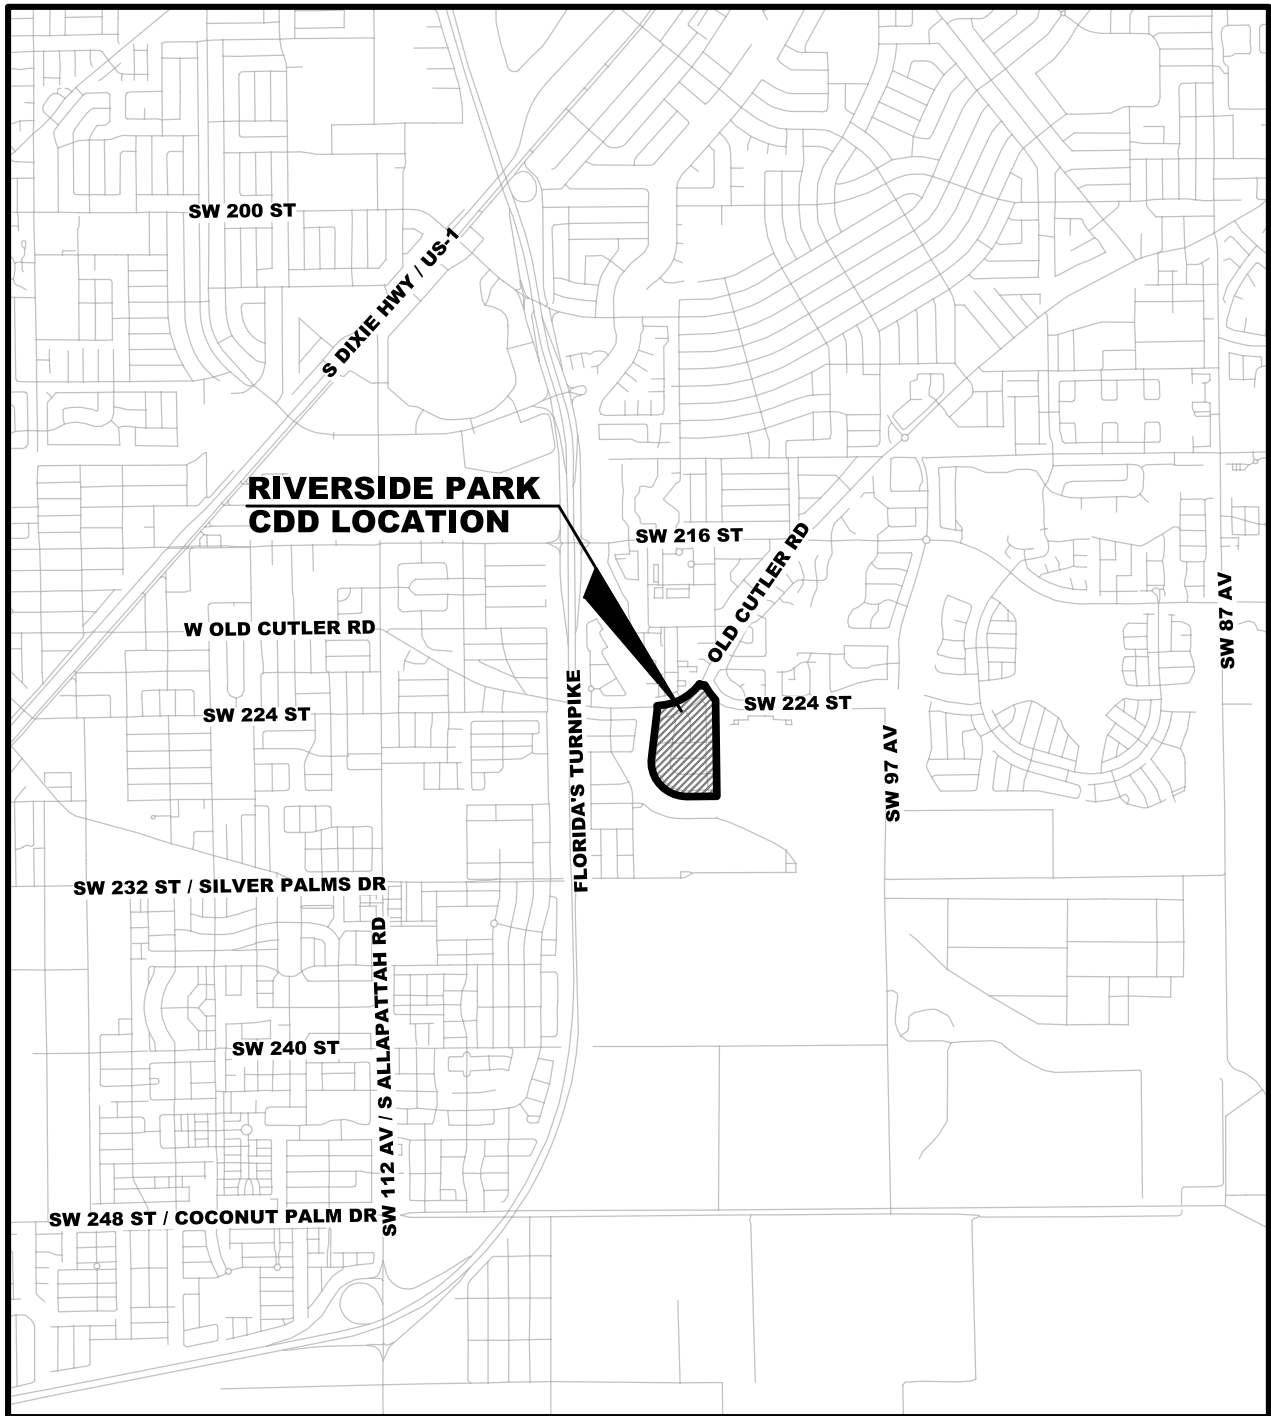 SW 200 ST
S DIXIE HWY / US-1
RIVERSIDE PARK
CDD LOCATION
SW 216 ST
OLD CUTLER RD
SW 87 AV
W OLD CUTLER RD
SW 224 ST
SW 224 ST
FLORIDA'S TURNPIKE
SW 97 AV
SW 232 ST / SILVER PALMS DR
SW 112 AV / S ALLAPATTAH RD
SW 240 ST
SW 248 ST / COCONUT PALM DR